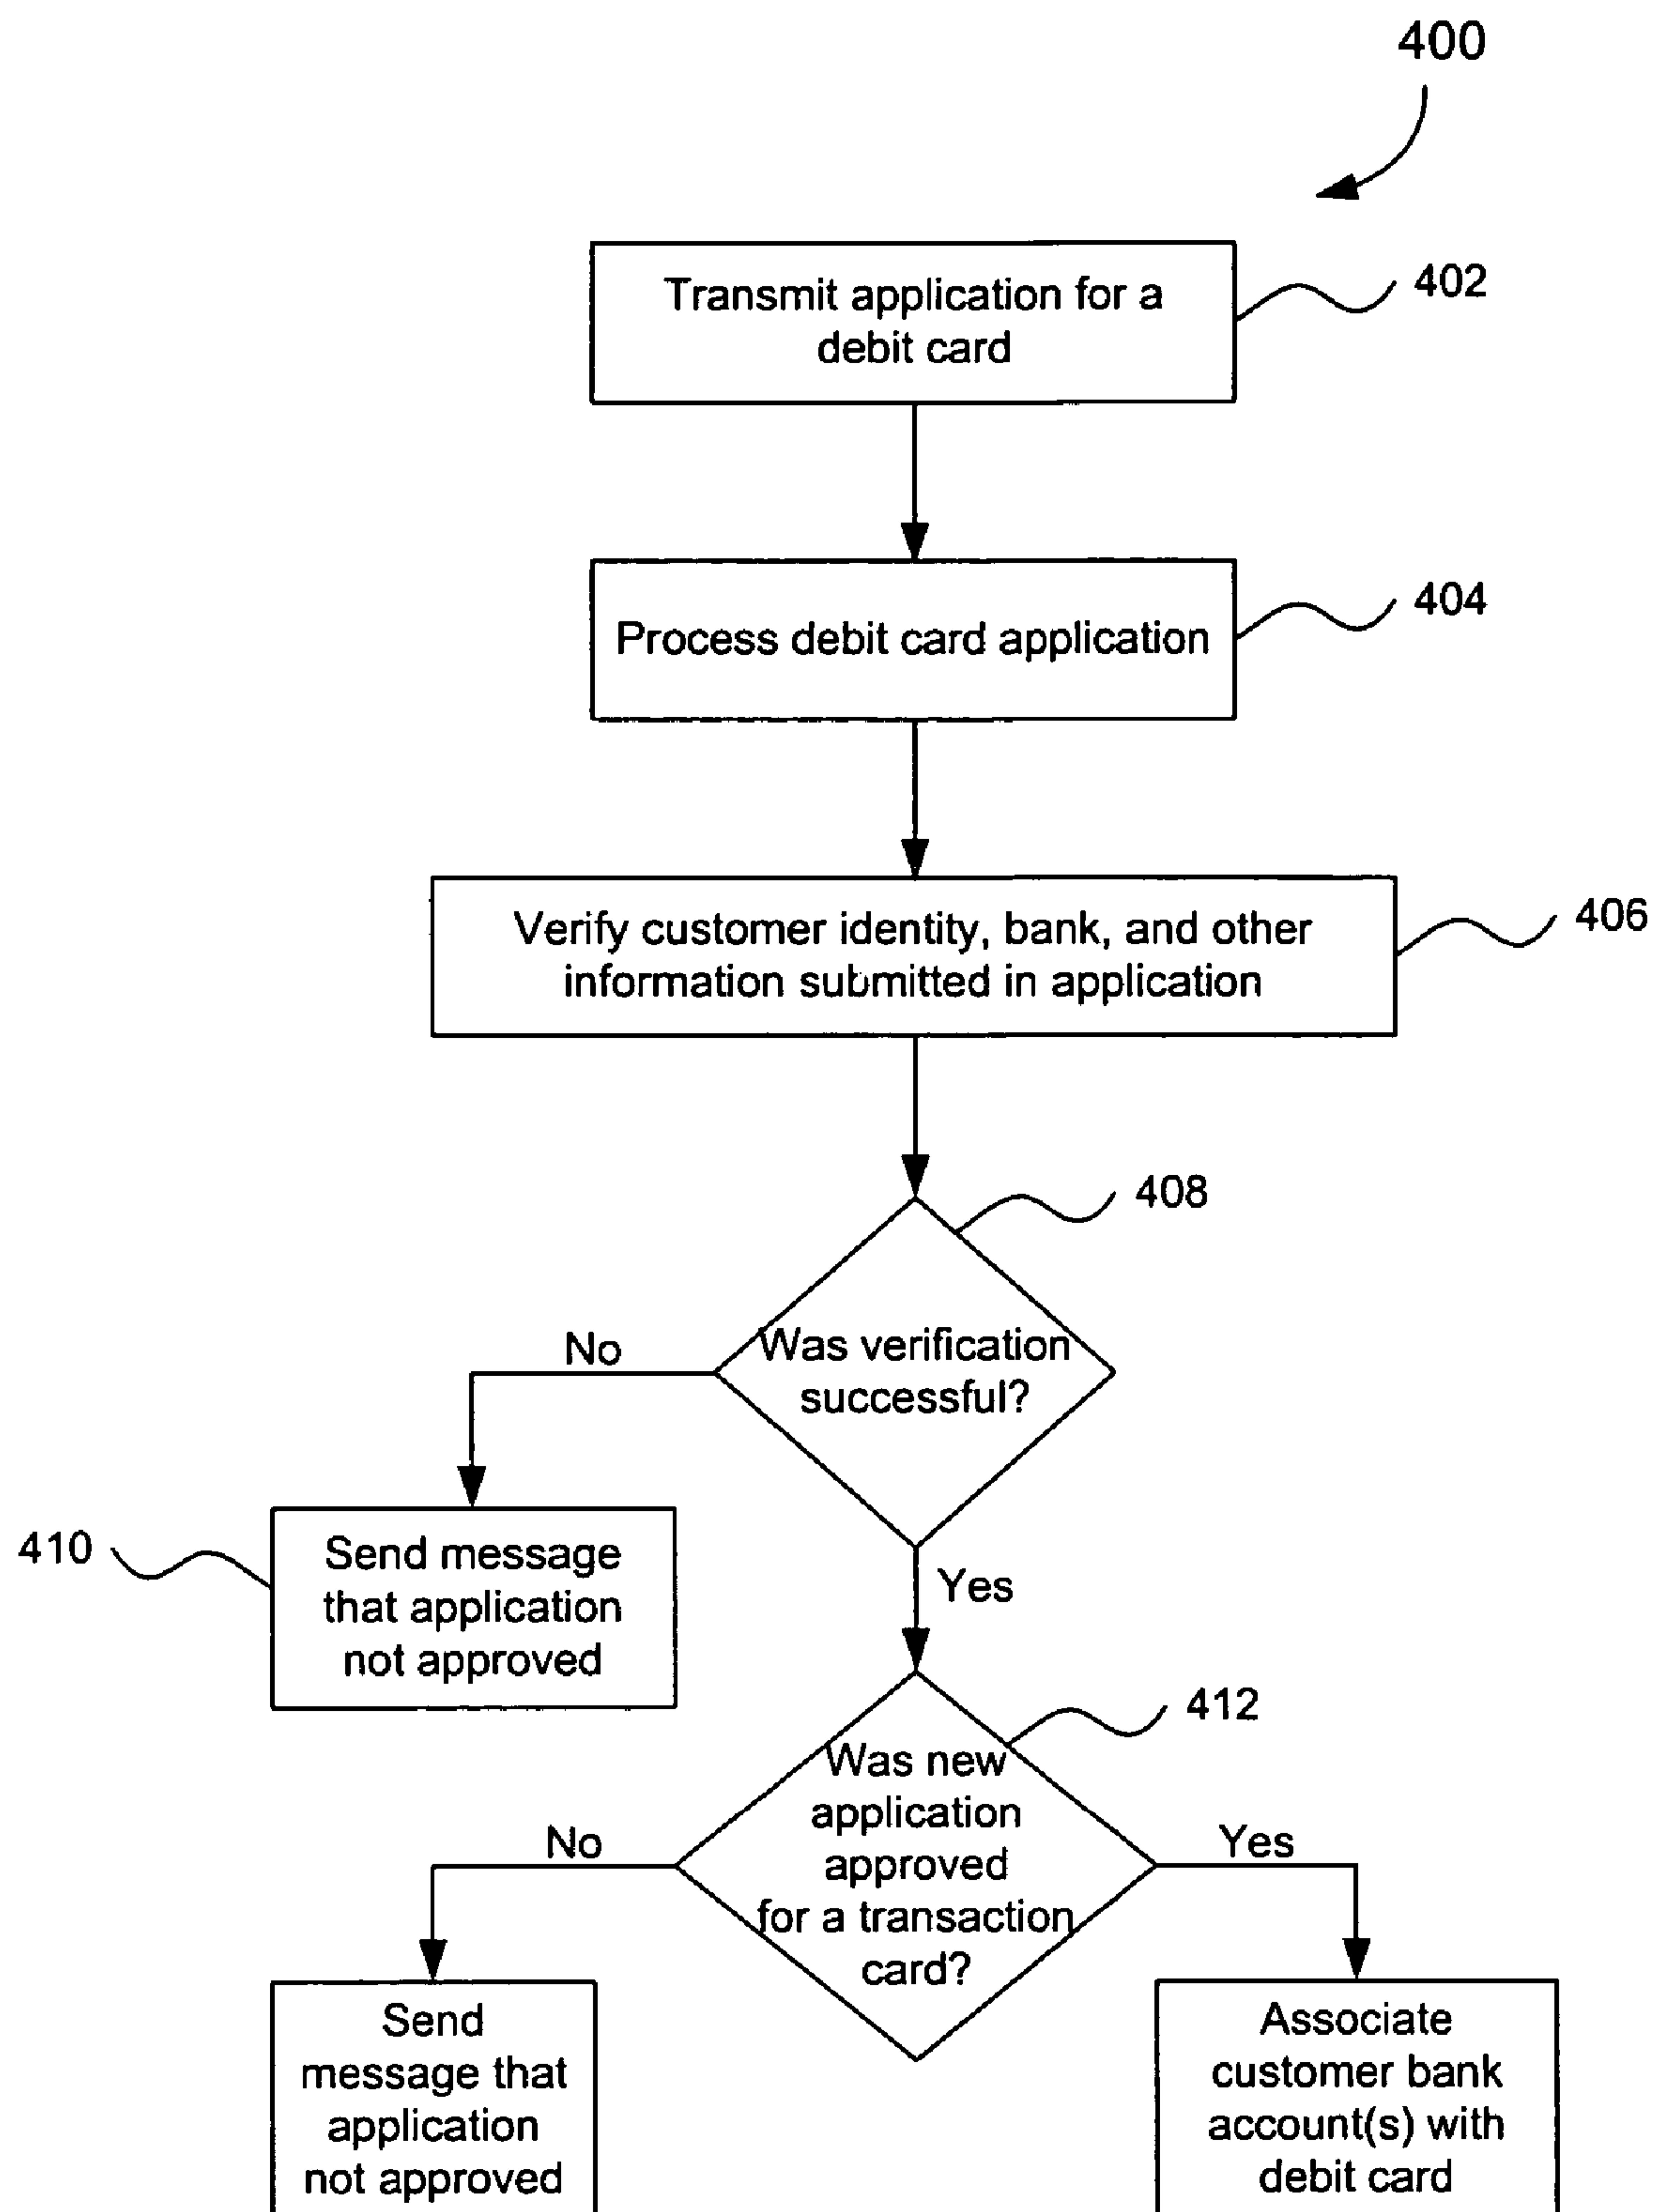 400
Transmit application for a
debit card
402
Process debit card application
404
Verify customer identity, bank, and other
information submitted in application
406
408
Was verification
successful?
No
Yes
410
Send message
that application
not approved
412
Was new
application
approved
for a transaction
card?
No
Yes
Send
message that
application
not approved
Associate
customer bank
account(s) with
debit card